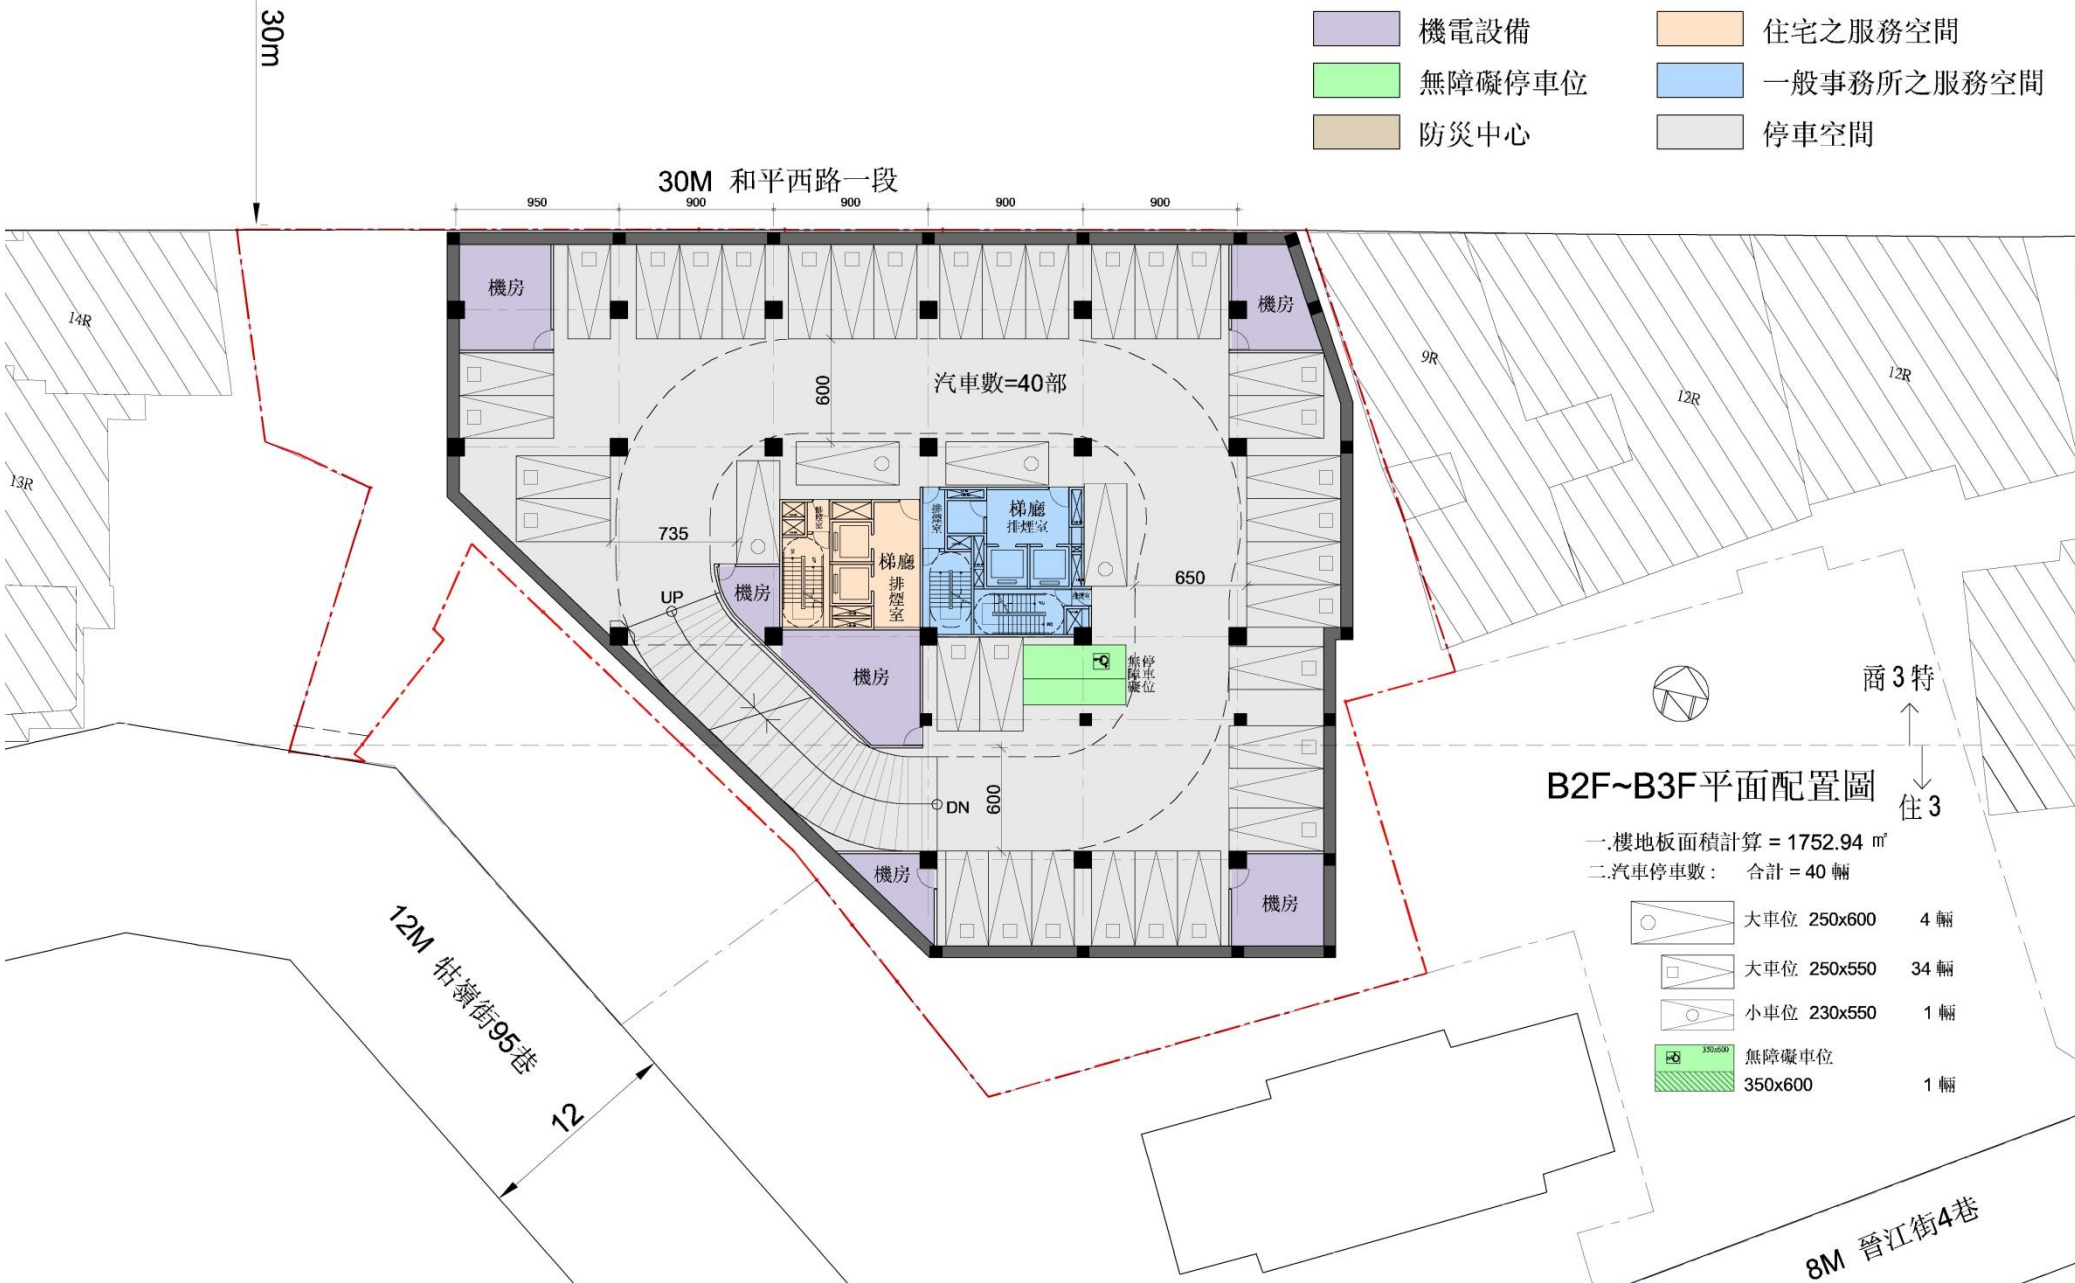 30m
機電設備
住宅之服務空間
無障礙停車位
一般事務所之服務空間
防災中心
停車空間
30M 和平西路一段
950
900
900
900
900
機房
機房
14R
9R
12R
12R
13R
600
汽車數=40部
735
650
梯廳
排煙室
排煙室
梯廳
排煙室
機房
UP
機房
無障礙
停車位
DN
600
機房
機房
商3特
住3
B2F~B3F平面配置圖
一.樓地板面積計算 = 1752.94 ㎡
二.汽車停車數: 合計 = 40 輛
大車位 250x600 4 輛
大車位 250x550 34 輛
小車位 230x550 1 輛
350x600
無障礙車位
350x600 1 輛
12M 牯嶺街95巷
12
8M 晉江街4巷